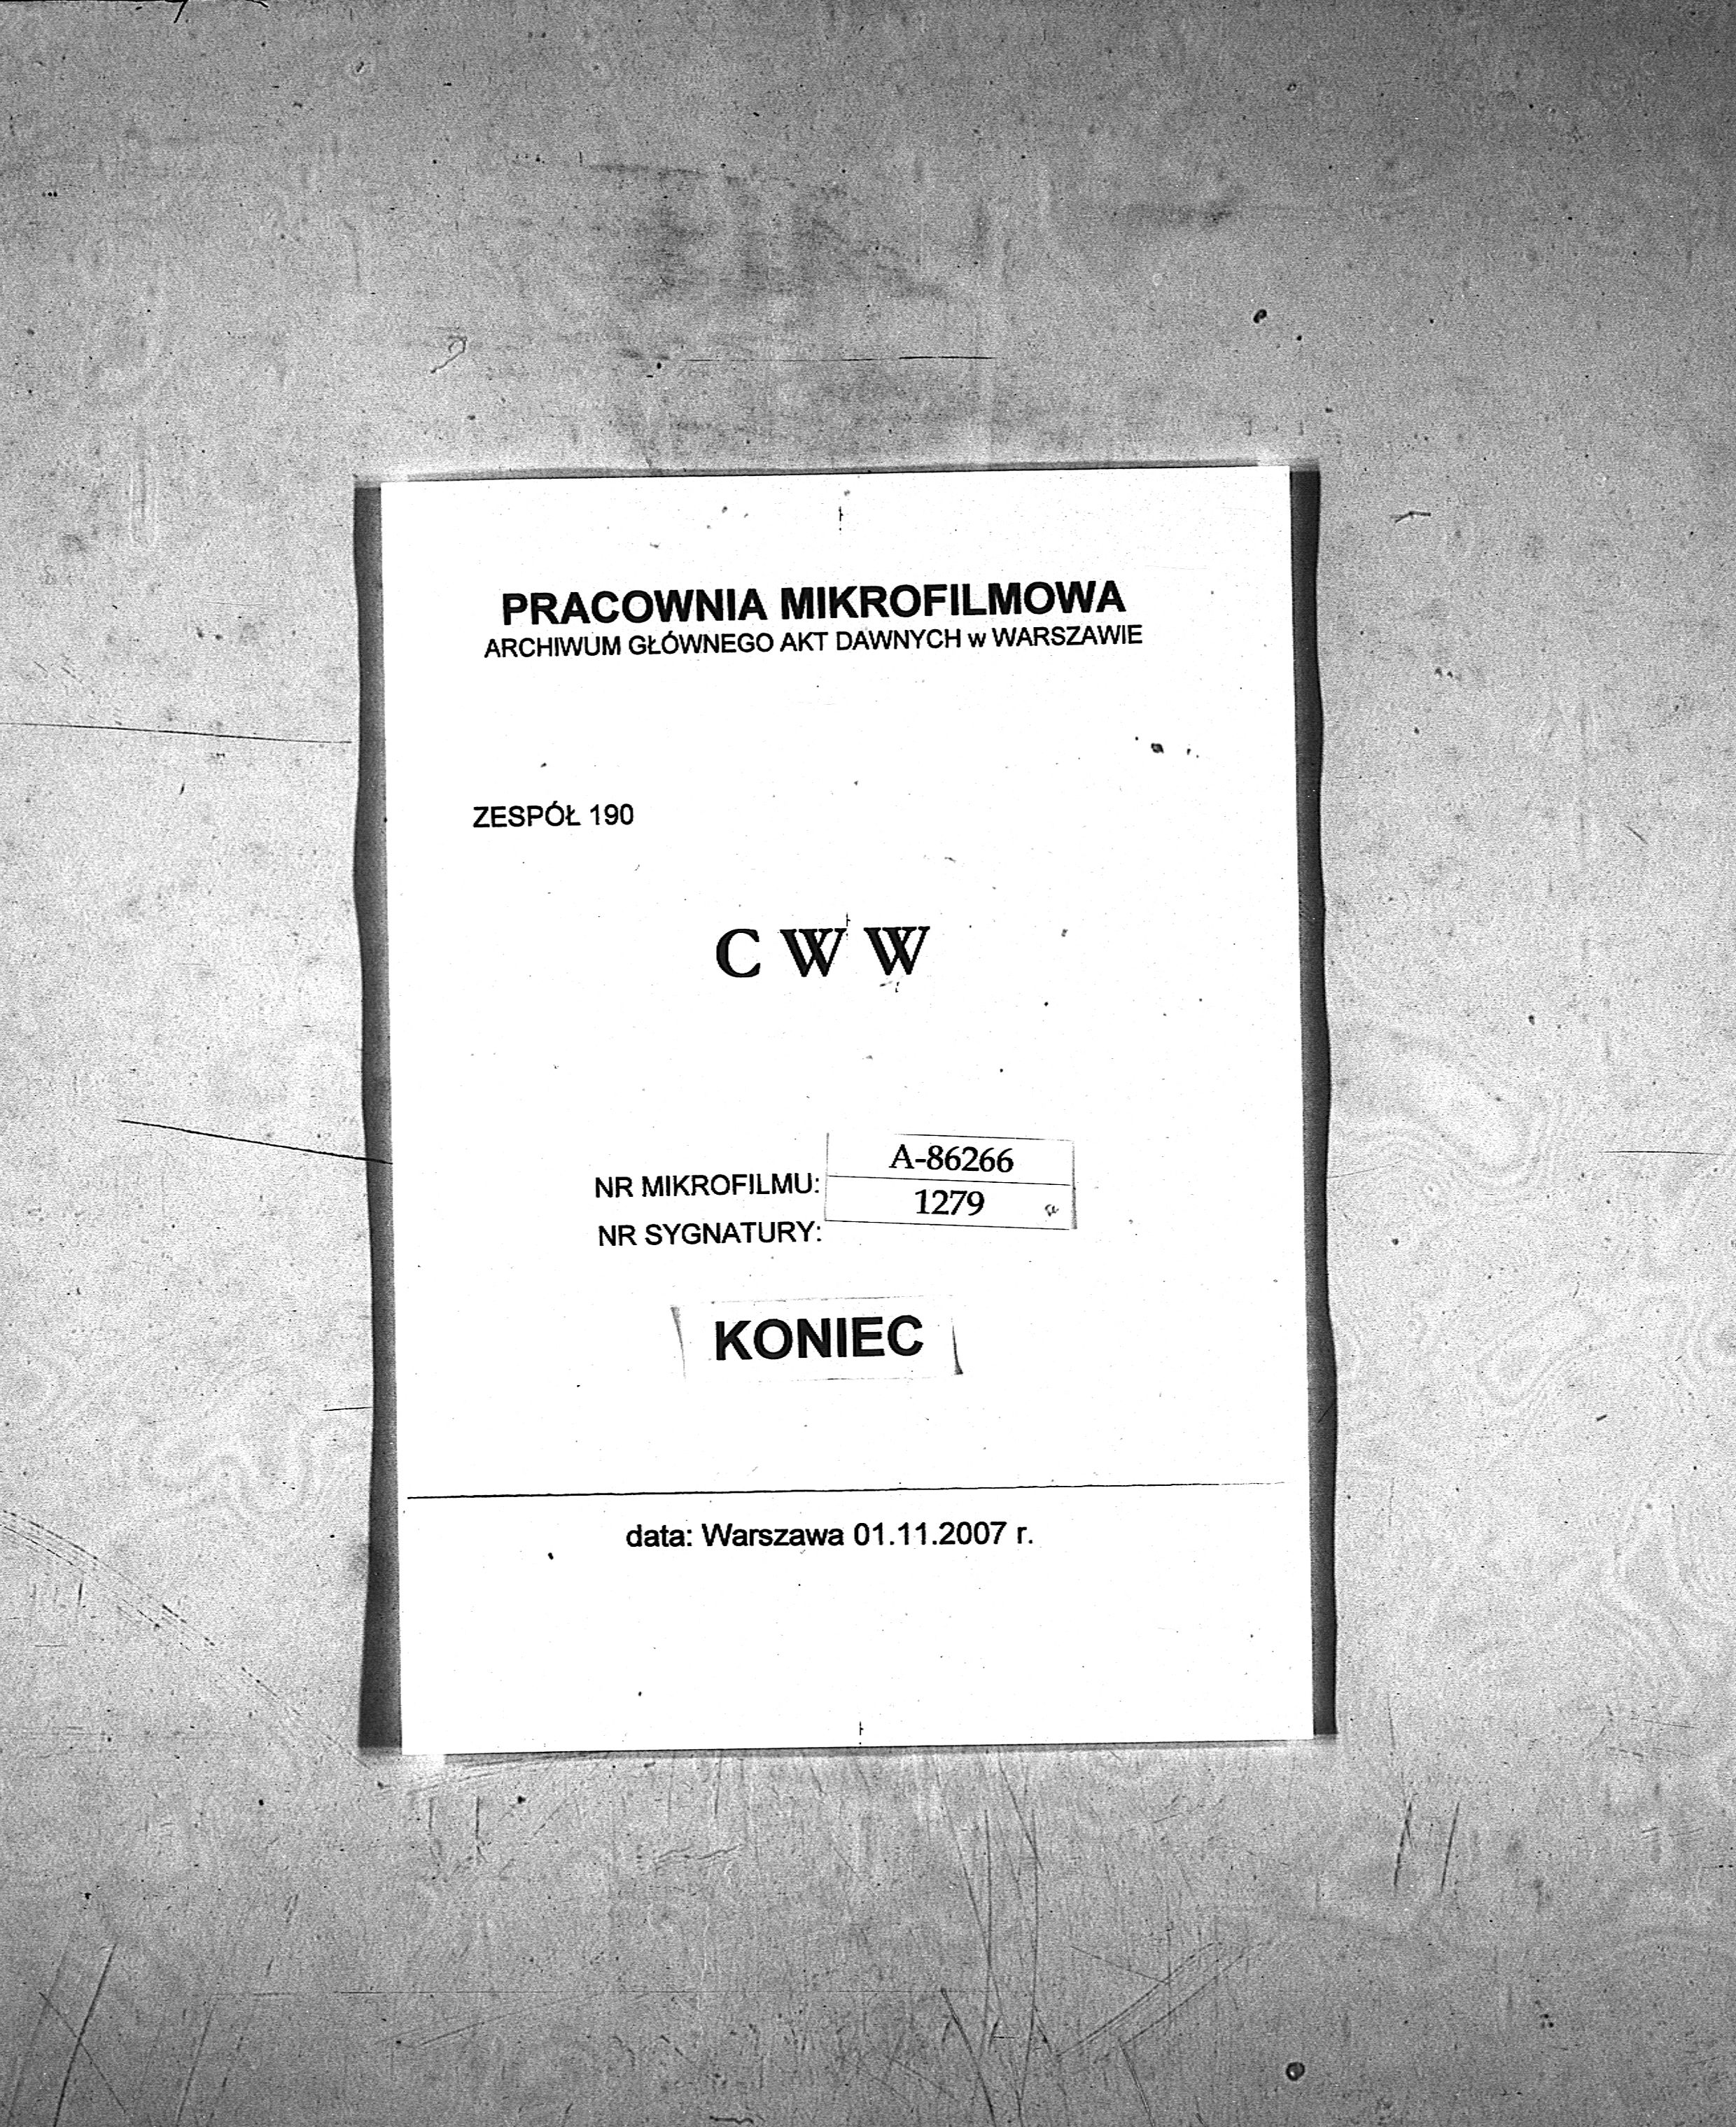 PRACOWNIA MIKROFILMOWA
ARCHIWUM GŁÓWNEGO AKT DAWNYCH w WARSZAWIE
ZESPÓŁ 190
C W W
NR MIKROFILMU: A-86266
NR SYGNATURY: 1279
KONIEC
data: Warszawa 01.11.2007 r.